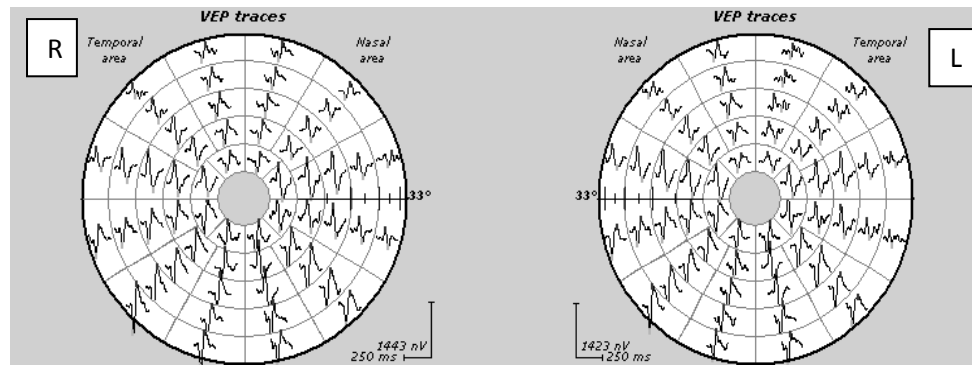 R
VEP traces
Temporal
area
Nasal
area
33°
1443 nV
250 ms
VEP traces
Nasal
area
Temporal
area
L
33°
1423 nV
250 ms